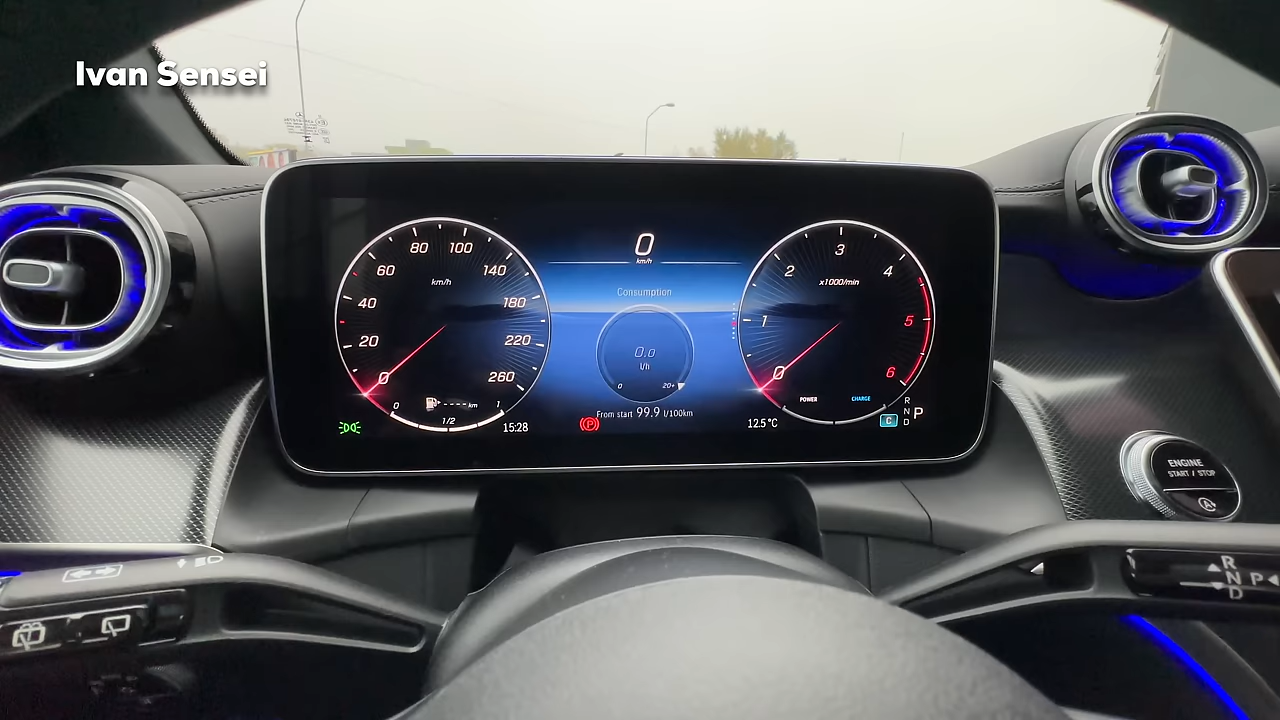 Ivan Sensei
0
km/h
Consumption
0.0
l/h
0
20+
From start 99.9 l/100km
80
100
60
140
km/h
40
180
20
220
0
260
0
1
---- km
1/2
15:28
3
2
4
x1000/min
1
5
0
6
POWER
CHARGE
12.5 °C
C
R
N
D
P
P
ENGINE
START / STOP
A
R
N P
D